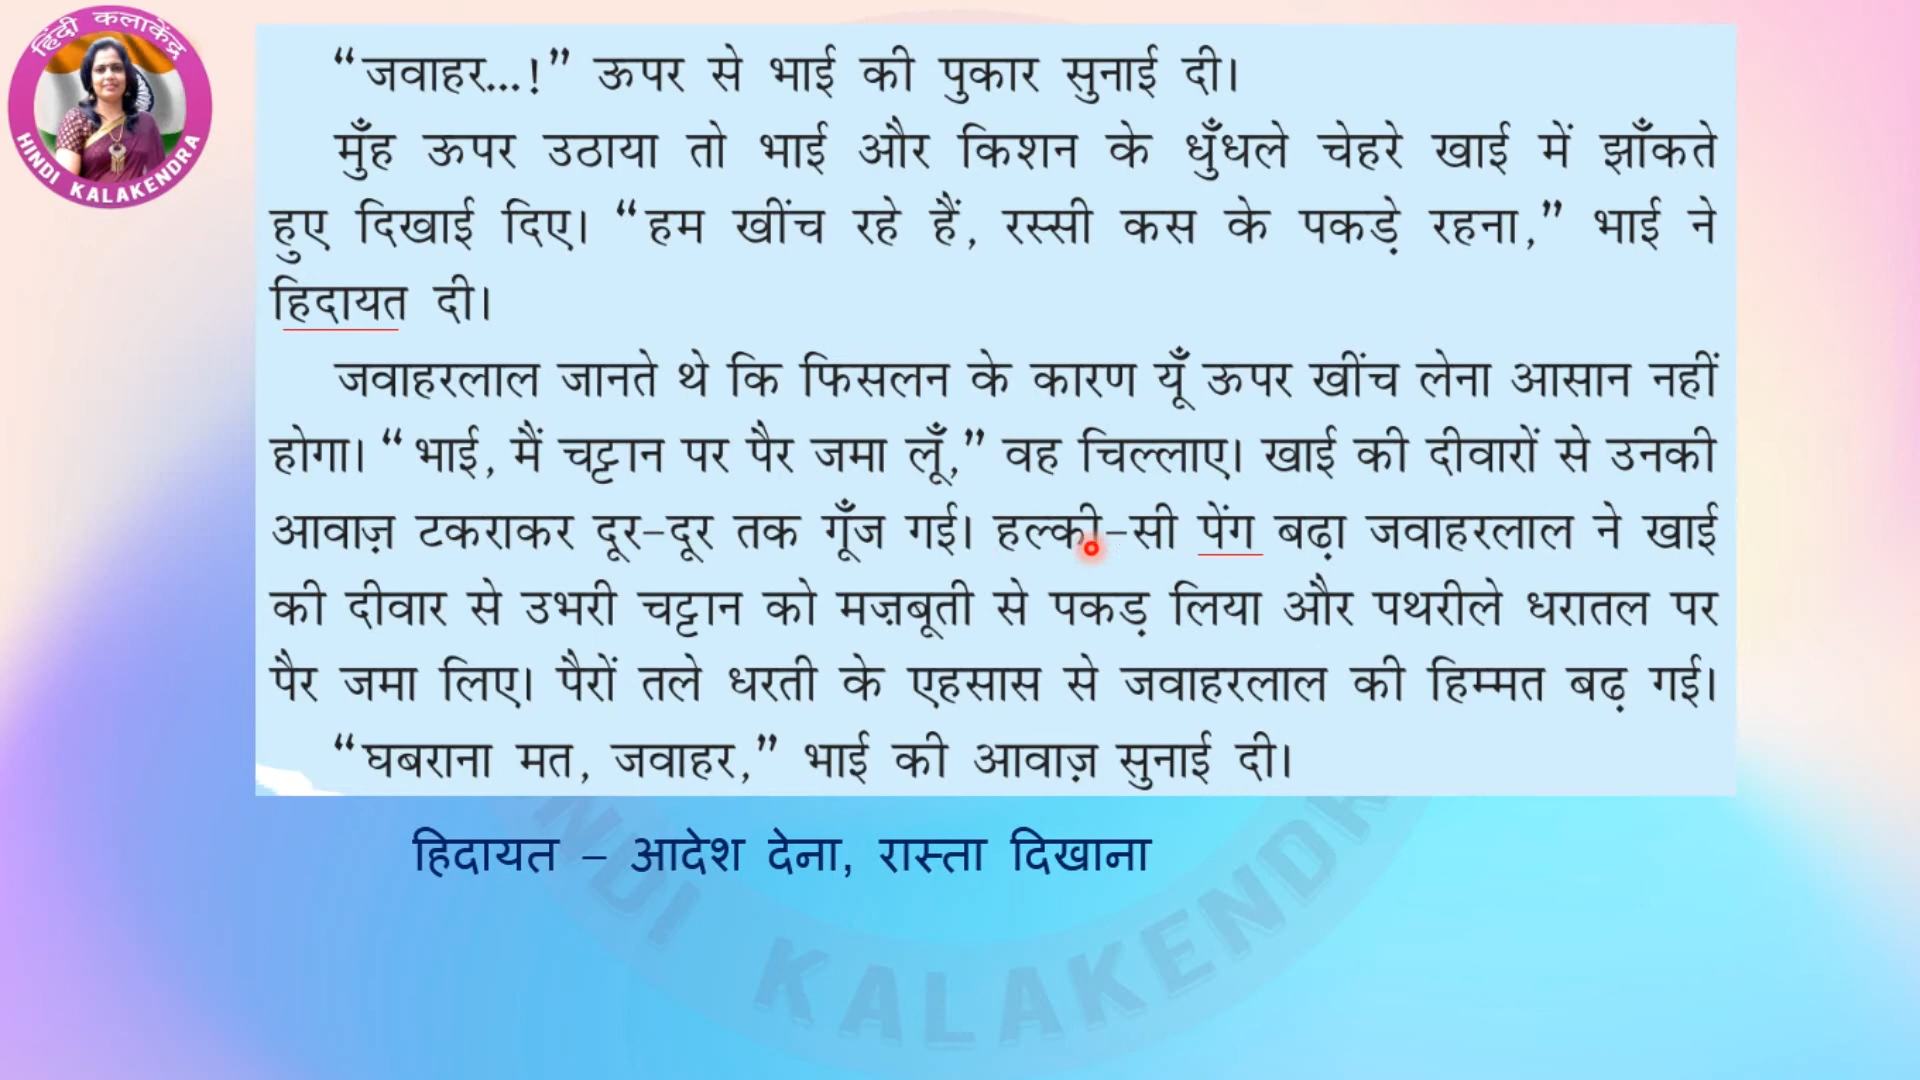 हिंदी कलाकेंद्र
HINDI KALAKENDRA
“जवाहर...!” ऊपर से भाई की पुकार सुनाई दी।
मुँह ऊपर उठाया तो भाई और किशन के धुँधले चेहरे खाई में झाँकते
हुए दिखाई दिए। “हम खींच रहे हैं, रस्सी कस के पकड़े रहना,” भाई ने
हिदायत दी।
जवाहरलाल जानते थे कि फिसलन के कारण यूँ ऊपर खींच लेना आसान नहीं
होगा। “भाई, मैं चट्टान पर पैर जमा लूँ,” वह चिल्लाए। खाई की दीवारों से उनकी
आवाज़ टकराकर दूर-दूर तक गूँज गई। हल्की-सी पेंग बढ़ा जवाहरलाल ने खाई
की दीवार से उभरी चट्टान को मज़बूती से पकड़ लिया और पथरीले धरातल पर
पैर जमा लिए। पैरों तले धरती के एहसास से जवाहरलाल की हिम्मत बढ़ गई।
“घबराना मत, जवाहर,” भाई की आवाज़ सुनाई दी।
हिदायत – आदेश देना, रास्ता दिखाना
NDI KALAKENDR